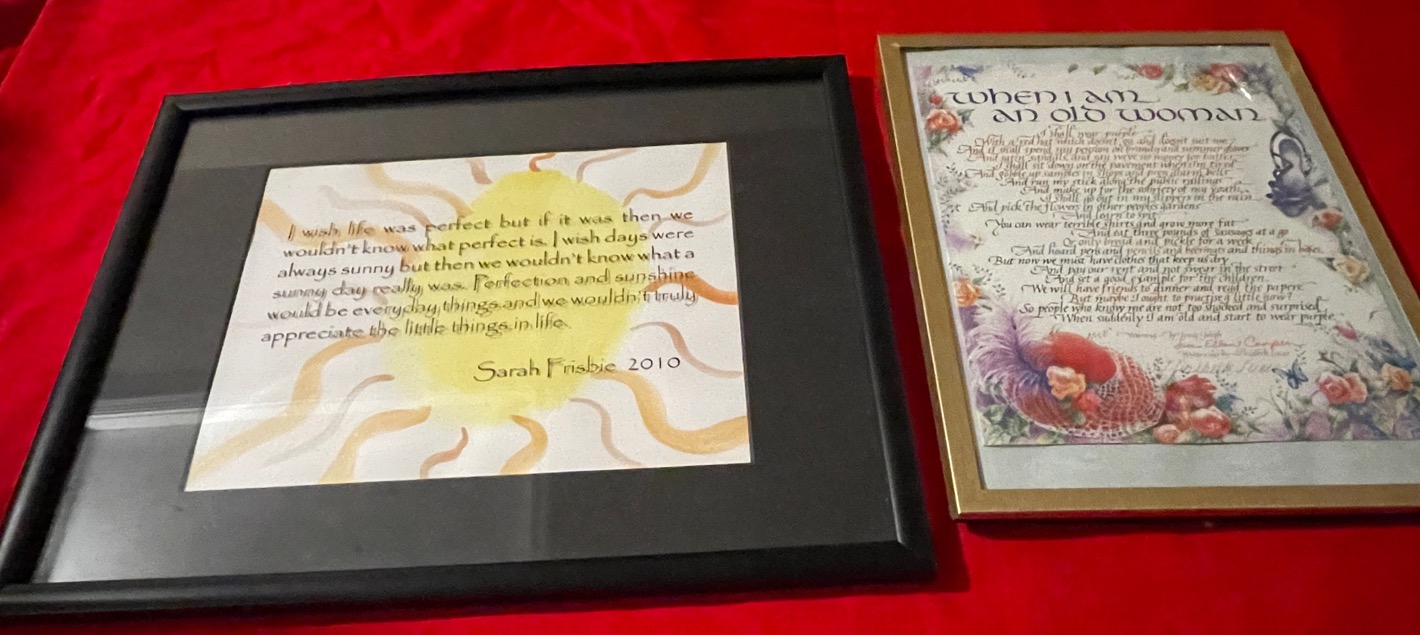 I wish life was perfect but if it was then we
wouldn't know what perfect is. I wish days were
always sunny but then we wouldn't know what a
sunny day really was. Perfection and sunshine
would be everyday things and we wouldn't truly
appreciate the little things in life.
Sarah Frisbie 2010
When I am
an old woman
I shall wear purple
With a red hat which doesn't go and doesn't suit me
And I shall spend my pension on brandy and summer gloves
And satin sandals and say we've no money for butter
I shall sit down on the pavement when I'm tired
And gobble up samples in shops and press alarm bells
And run my stick along the public railings
And make up for the sobriety of my youth
I shall go out in my slippers in the rain
And pick the flowers in other peoples gardens
And learn to spit
You can wear terrible shirts and grow more fat
And eat three pounds of sausages at a go
Or only bread and pickle for a week
And hoard pens and pencils and beermats and things in boxes
But now we must have clothes that keep us dry
And pay our rent and not swear in the street
And set a good example for the children
We will have friends to dinner and read the papers
But maybe I ought to practise a little now?
So people who know me are not too shocked and surprised
When suddenly I am old and start to wear purple